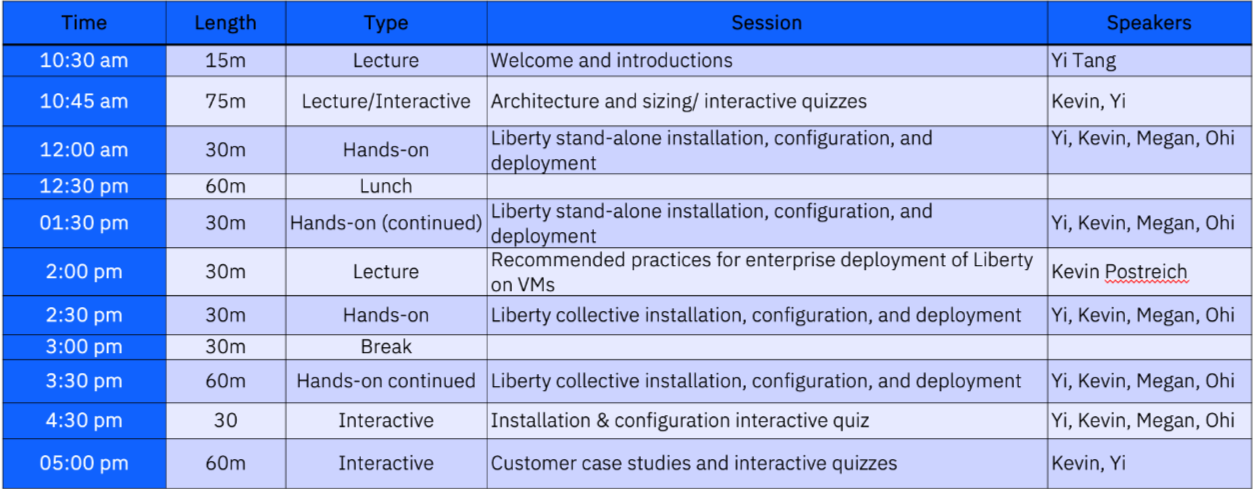 Time Length Type Session Speakers
10:30 am 15m Lecture Welcome and introductions Yi Tang
10:45 am 75m Lecture/Interactive Architecture and sizing/ interactive quizzes Kevin, Yi
12:00 am 30m Hands-on Liberty stand-alone installation, configuration, and Yi, Kevin, Megan, Ohi
deployment
12:30 pm 60m Lunch
01:30 pm 30m Hands-on (continued) Liberty stand-alone installation, configuration, and Yi, Kevin, Megan, Ohi
deployment
2:00 pm 30m Lecture Recommended practices for enterprise deployment of Liberty Kevin Postreich
on VMs
2:30 pm 30m Hands-on Liberty collective installation, configuration, and deployment Yi, Kevin, Megan, Ohi
3:00 pm 30m Break
3:30 pm 60m Hands-on continued Liberty collective installation, configuration, and deployment Yi, Kevin, Megan, Ohi
4:30 pm 30 Interactive Installation & configuration interactive quiz Yi, Kevin, Megan, Ohi
05:00 pm 60m Interactive Customer case studies and interactive quizzes Kevin, Yi